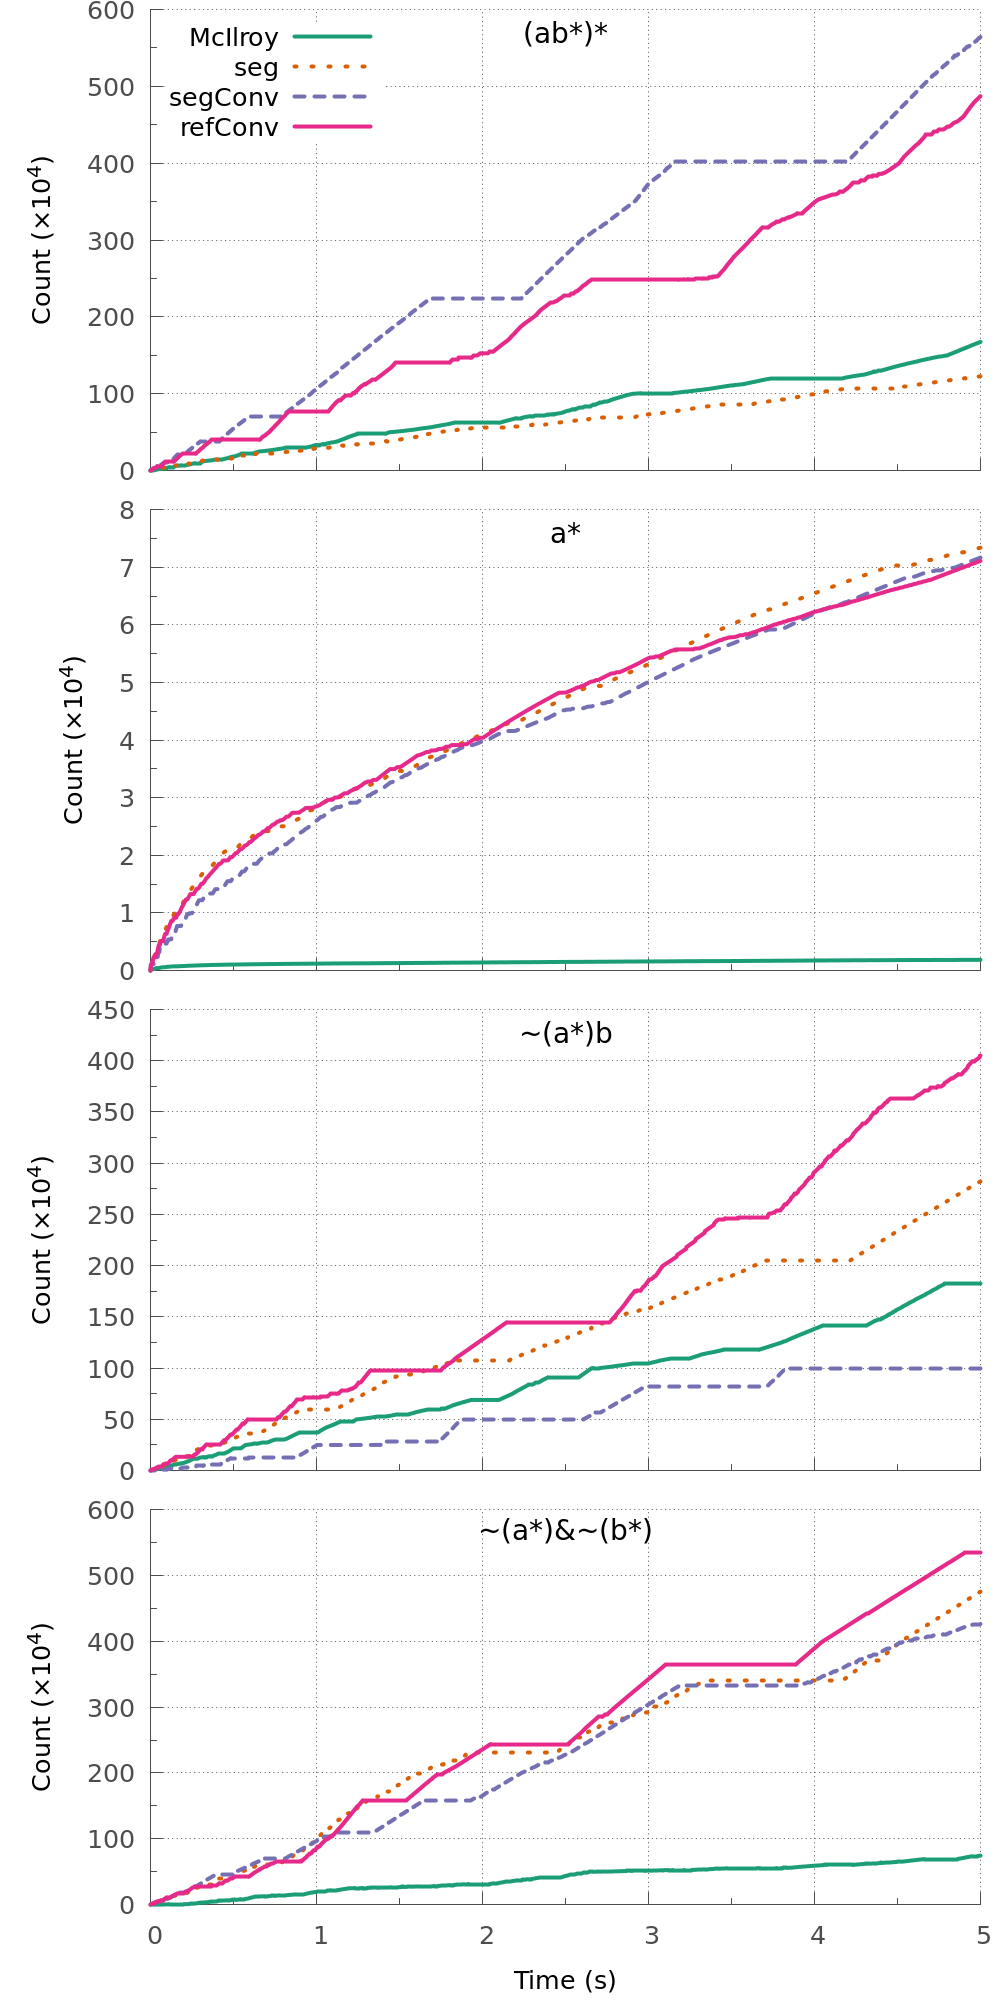 (ab*)*
McIlroy
seg
segConv
refConv
Count (×10⁴)
600
500
400
300
200
100
0
a*
Count (×10⁴)
8
7
6
5
4
3
2
1
0
~(a*)b
Count (×10⁴)
450
400
350
300
250
200
150
100
50
0
~(a*)&~(b*)
Count (×10⁴)
600
500
400
300
200
100
0
0 1 2 3 4 5
Time (s)